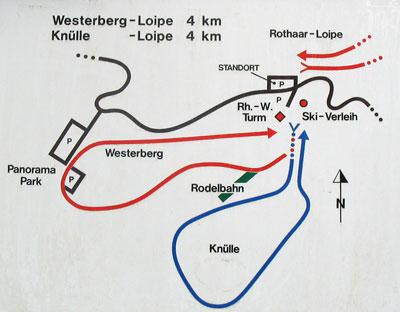 Westerberg-Loipe 4 km
Knülle -Loipe 4 km
Rothaar-Loipe
STANDORT
P
P
Rh.-W.
Turm
Ski-Verleih
P
Westerberg
Panorama
Park
P
Rodelbahn
N
Knülle